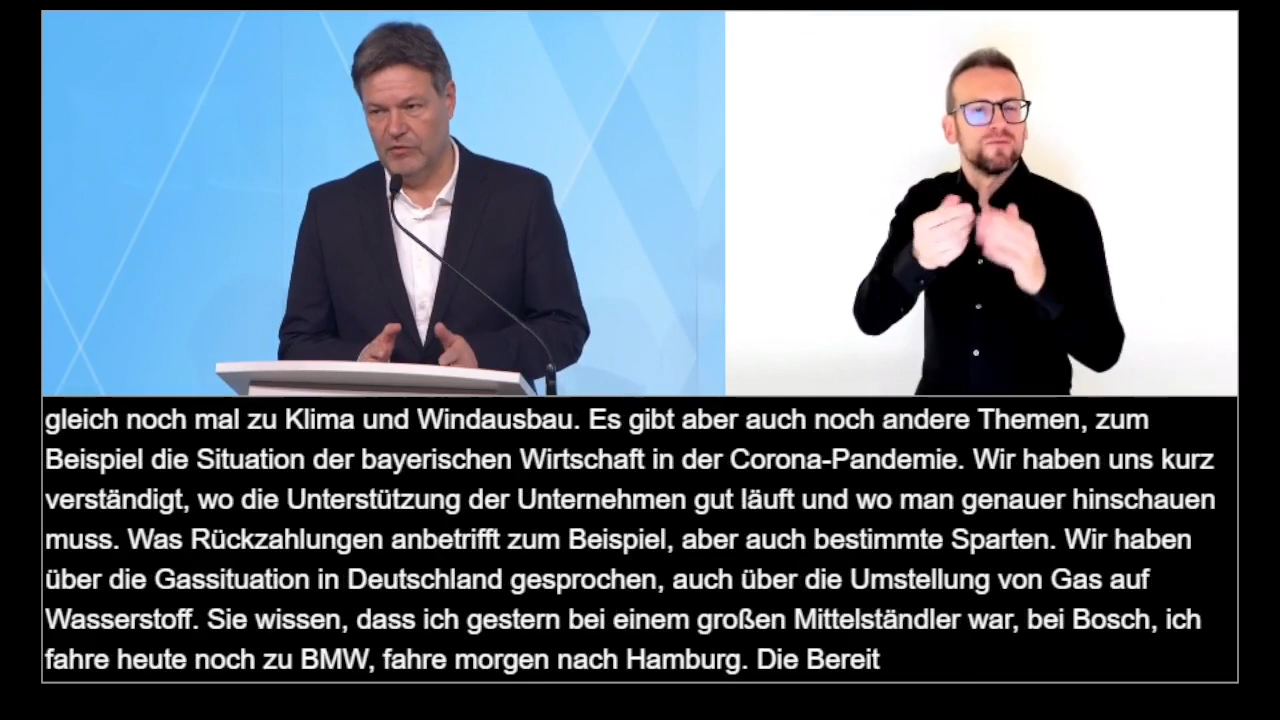 gleich noch mal zu Klima und Windausbau. Es gibt aber auch noch andere Themen, zum
Beispiel die Situation der bayerischen Wirtschaft in der Corona-Pandemie. Wir haben uns kurz
verständigt, wo die Unterstützung der Unternehmen gut läuft und wo man genauer hinschauen
muss. Was Rückzahlungen anbetrifft zum Beispiel, aber auch bestimmte Sparten. Wir haben
über die Gassituation in Deutschland gesprochen, auch über die Umstellung von Gas auf
Wasserstoff. Sie wissen, dass ich gestern bei einem großen Mittelständler war, bei Bosch, ich
fahre heute noch zu BMW, fahre morgen nach Hamburg. Die Bereit